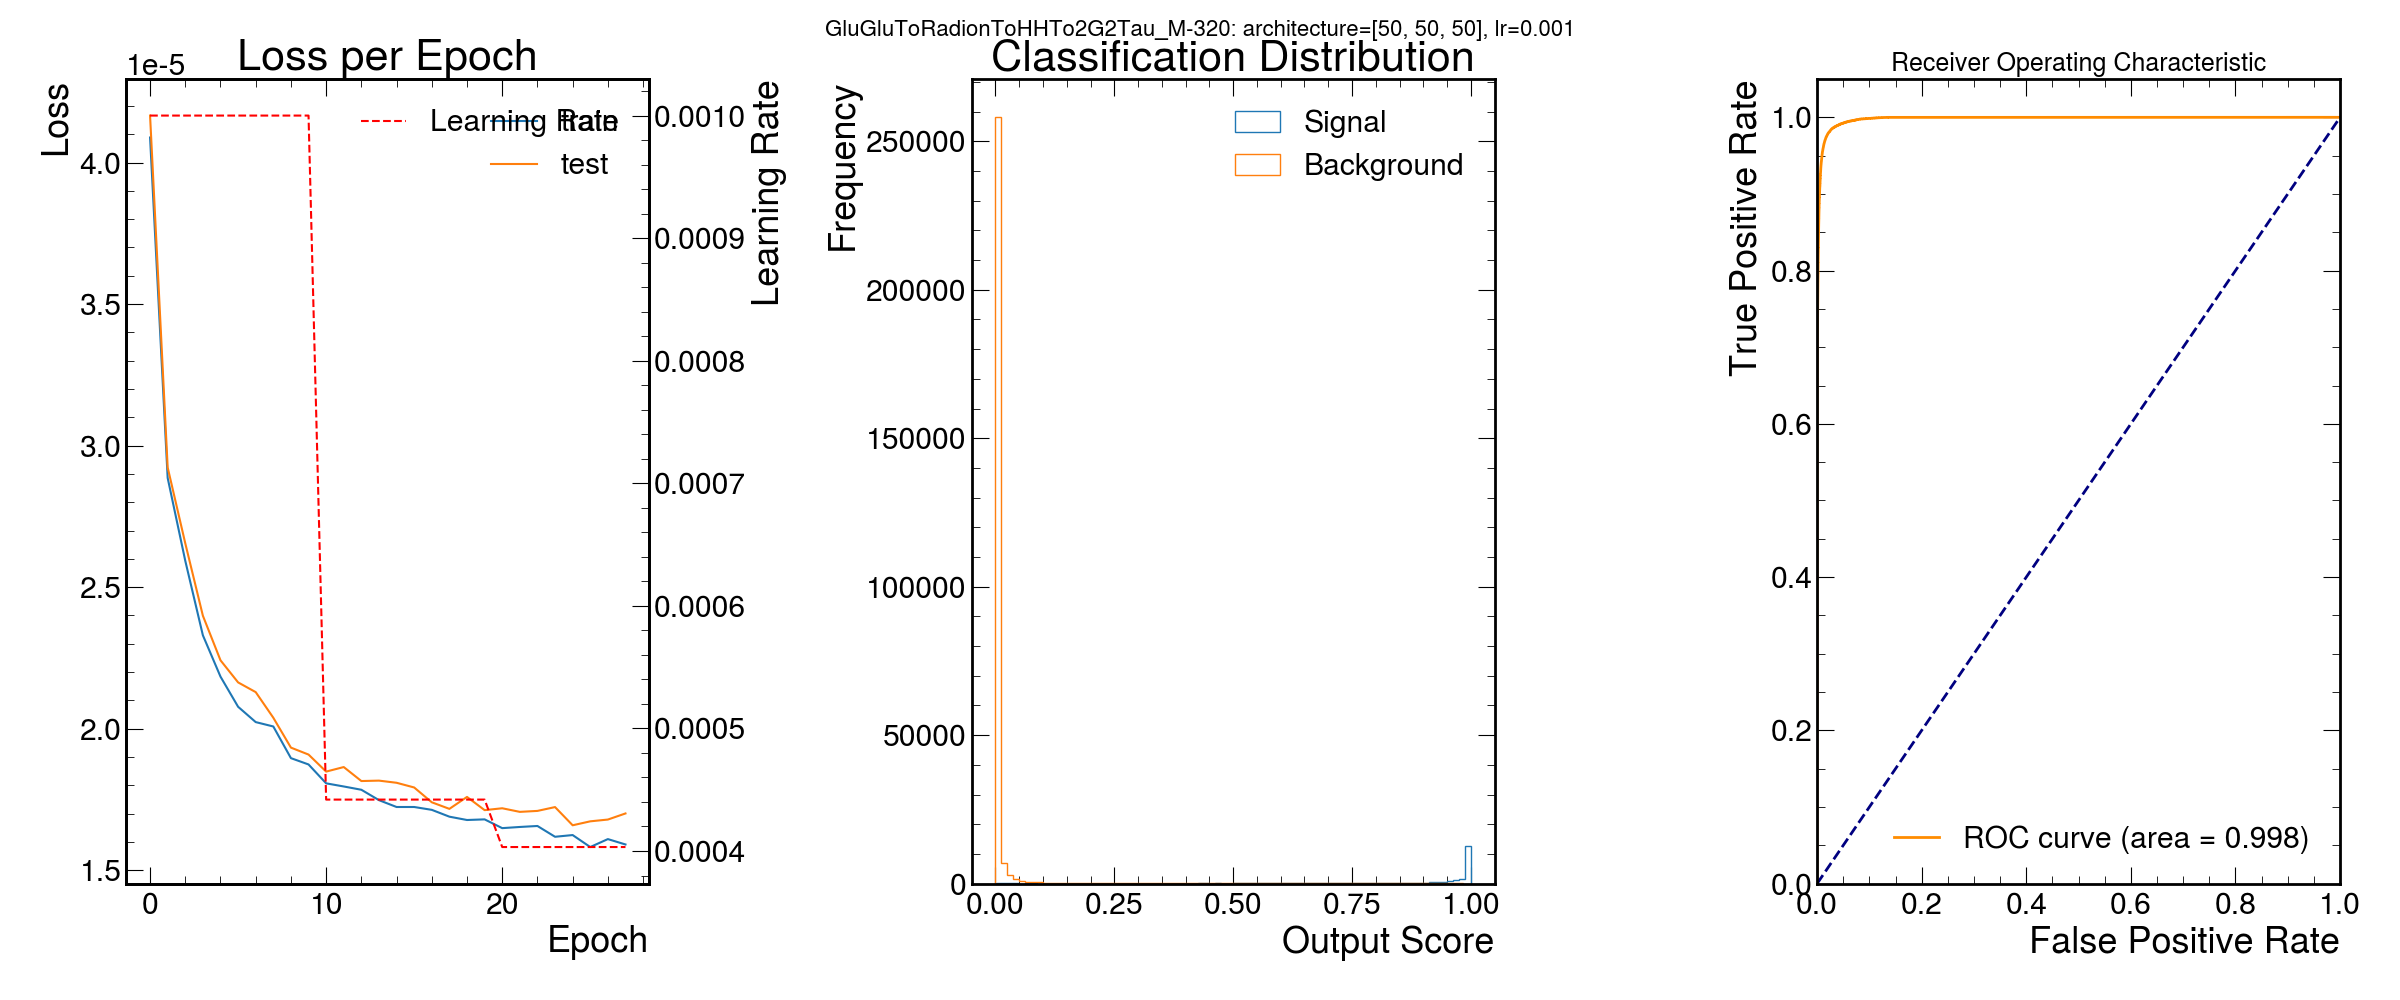 GluGluToRadionToHHTo2G2Tau_M-320: architecture=[50, 50, 50], lr=0.001
Loss per Epoch
1e-5
Loss
4.0
3.5
3.0
2.5
2.0
1.5
0
10
20
Epoch
Learning Rate
train
test
0.0010
0.0009
0.0008
0.0007
0.0006
0.0005
0.0004
Learning Rate
Classification Distribution
Frequency
250000
200000
150000
100000
50000
0
0.00
0.25
0.50
0.75
1.00
Output Score
Signal
Background
Receiver Operating Characteristic
True Positive Rate
1.0
0.8
0.6
0.4
0.2
0.0
0.0
0.2
0.4
0.6
0.8
1.0
False Positive Rate
ROC curve (area = 0.998)